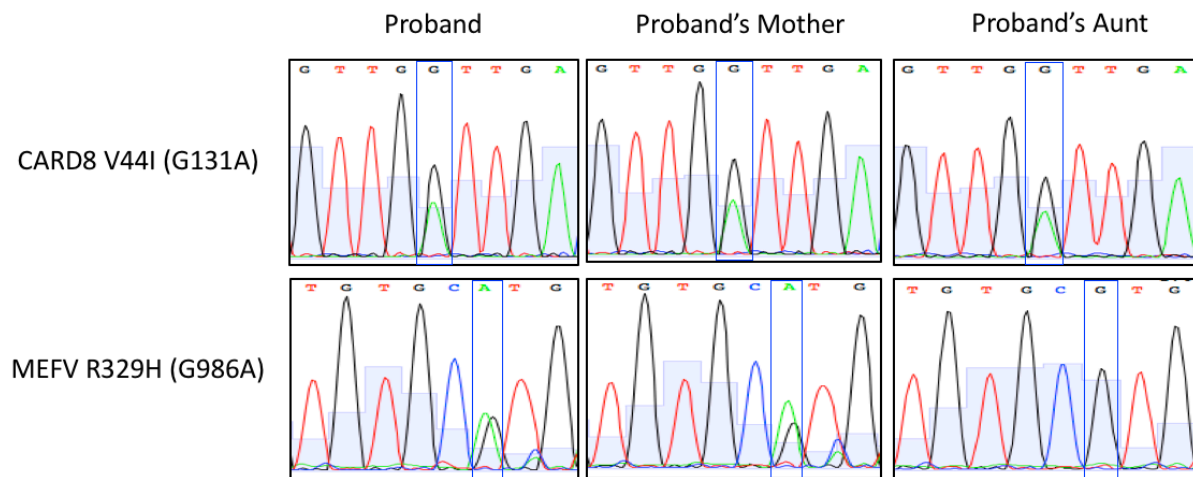 Proband Proband's Mother Proband's Aunt
G T T G G T T G A G T T G G T T G A G T T G G T T G A
CARD8 V44I (G131A)
T G T G C A T G T G T G C A T G T G T G C G T G
MEFV R329H (G986A)